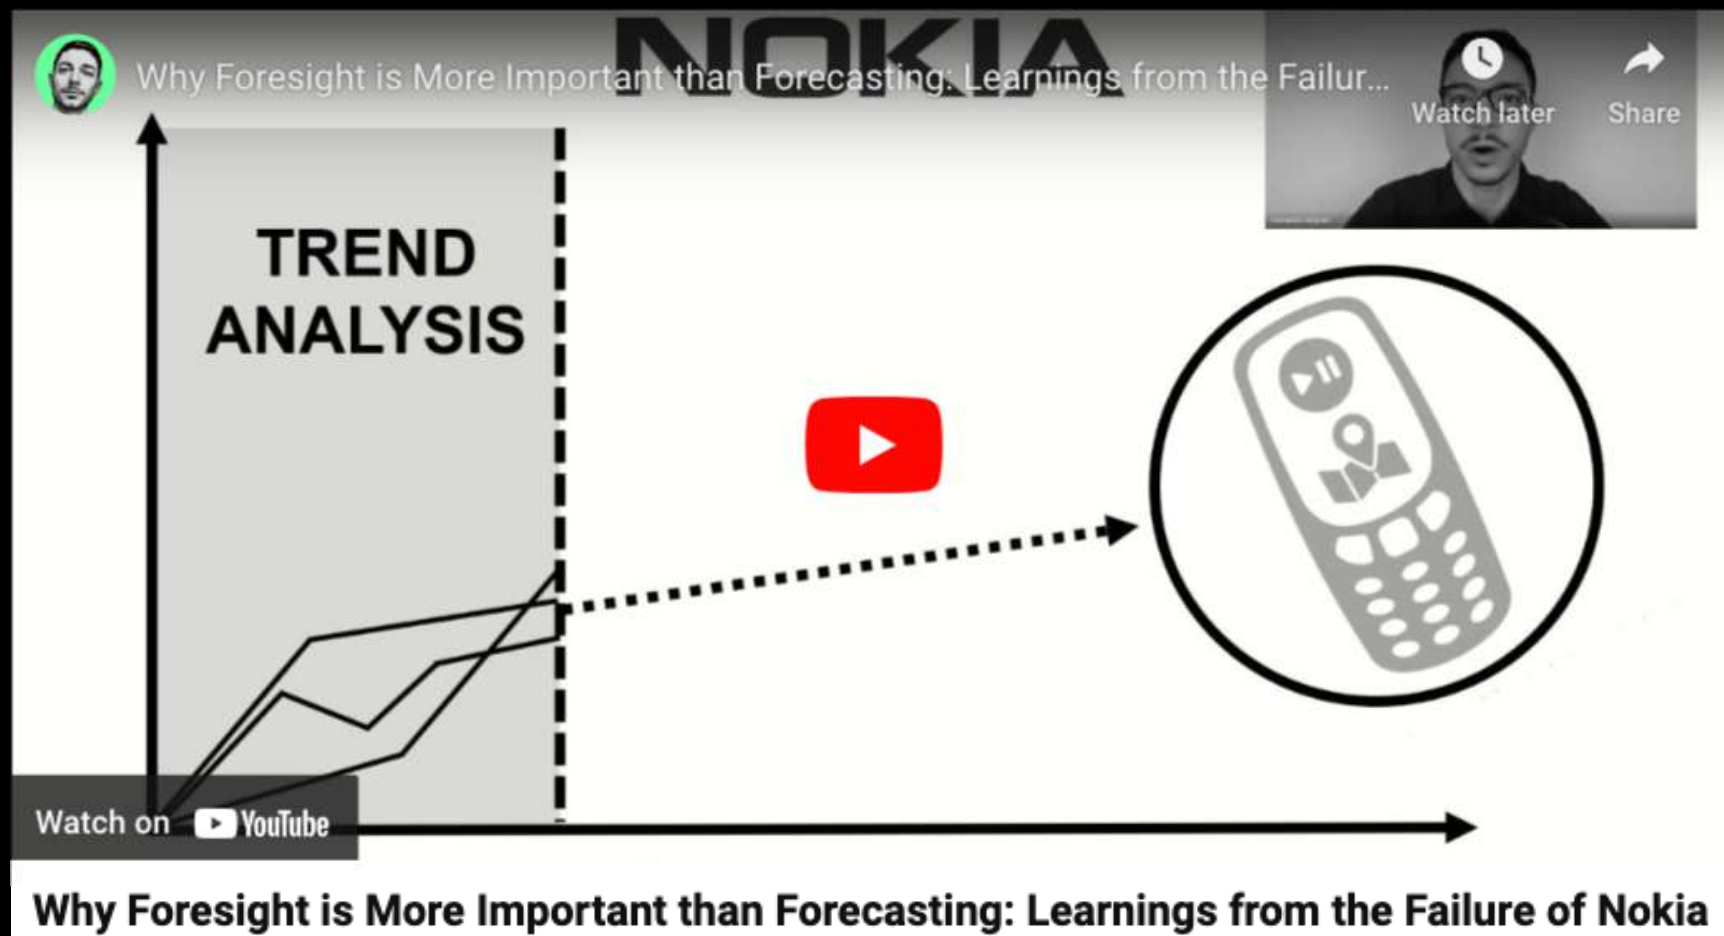 NOKIA
Why Foresight is More Important than Forecasting: Learnings from the Failur...
Watch later
Share
TREND
ANALYSIS
Watch on YouTube
Why Foresight is More Important than Forecasting: Learnings from the Failure of Nokia